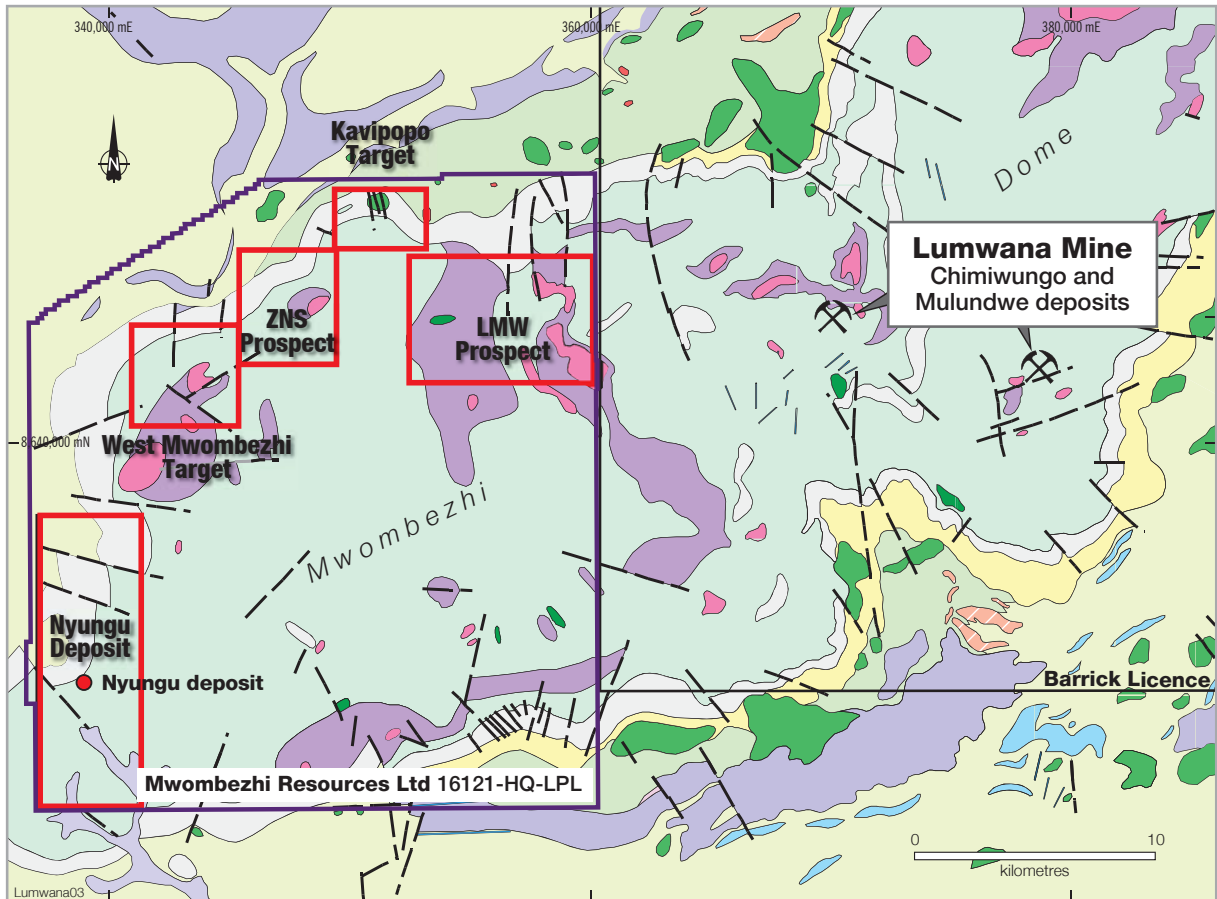 340,000 mE
360,000 mE
380,000 mE
N
Kavipopo
Target
Dome
Lumwana Mine
Chimiwungo and
Mulundwe deposits
ZNS
Prospect
LMW
Prospect
8,640,000 mN
West Mwombezhi
Target
Mwombezhi
Nyungu
Deposit
Nyungu deposit
Barrick Licence
Mwombezhi Resources Ltd 16121-HQ-LPL
0 10
kilometres
Lumwana03